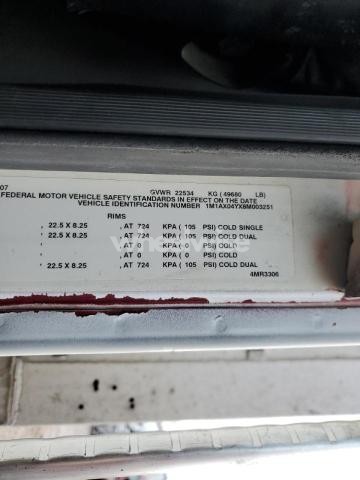 07 GVWR 22534 KG ( 49680 LB)
FEDERAL MOTOR VEHICLE SAFETY STANDARDS IN EFFECT ON THE DATE
VEHICLE IDENTIFICATION NUMBER 1M1AX04YX8M003251
RIMS
, 22.5 X 8.25 , AT 724 KPA ( 105 PSI) COLD SINGLE
, 22.5 X 8.25 , AT 724 KPA ( 105 PSI) COLD DUAL
, AT 0 KPA ( 0 PSI) COLD
, AT 0 KPA ( 0 PSI) COLD
, 22.5 X 8.25 , AT 724 KPA ( 105 PSI) COLD DUAL
4MR3306